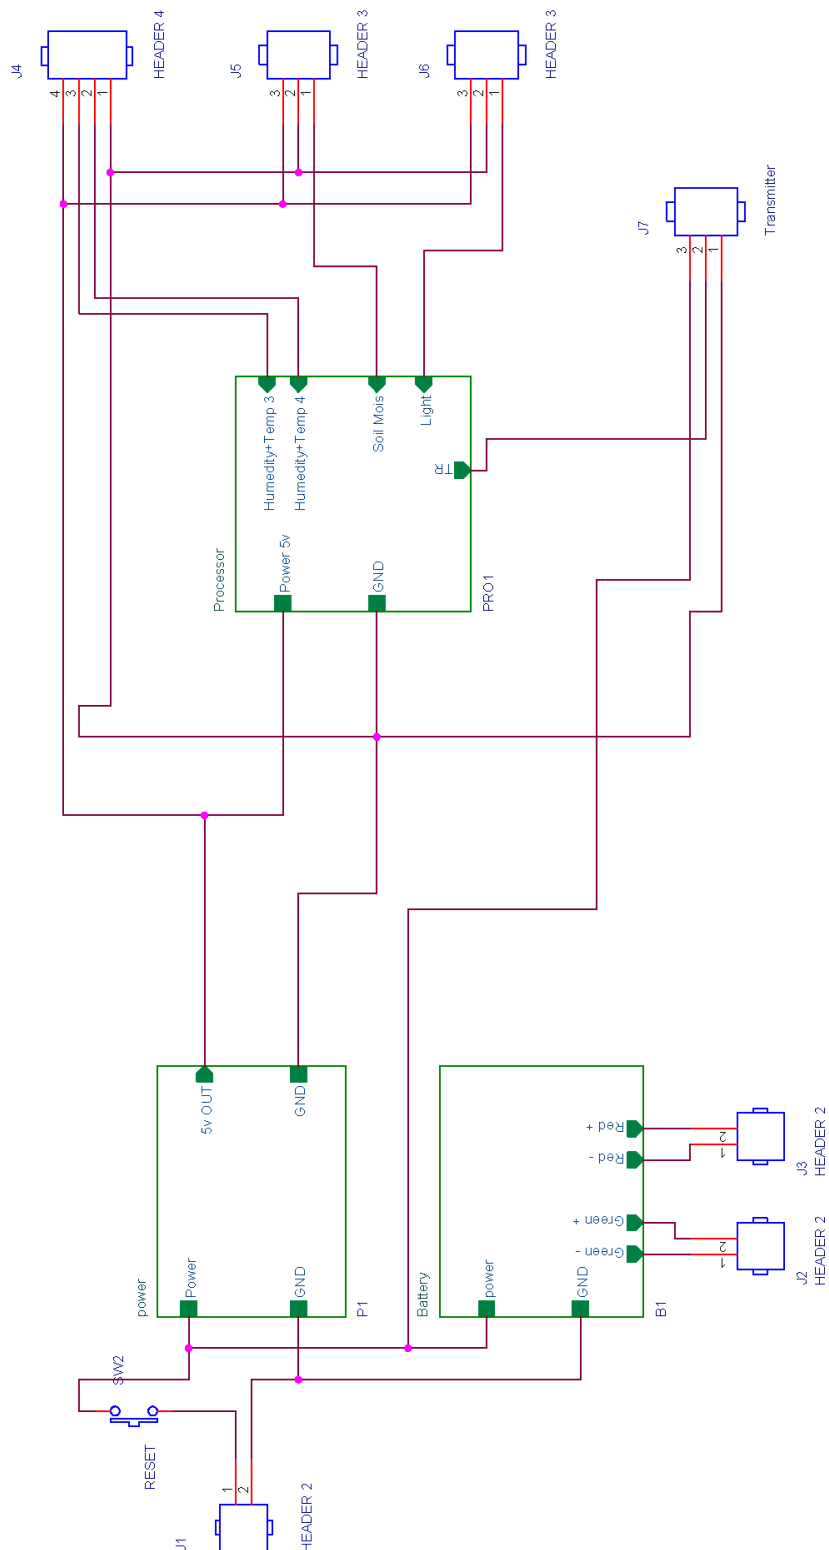 J4
HEADER 4
4
3
2
1
J5
HEADER 3
3
2
1
J6
HEADER 3
3
2
1
J7
Transmitter
3
2
1
Humedity+Temp 3
Humedity+Temp 4
Soil Mois
Light
TR
Processor
Power 5v
GND
PRO1
5v OUT
GND
power
Power
GND
P1
Red +
Red -
Green +
Green -
Battery
power
GND
B1
2
1
J3
HEADER 2
2
1
J2
HEADER 2
SW2
RESET
1
2
J1
HEADER 2